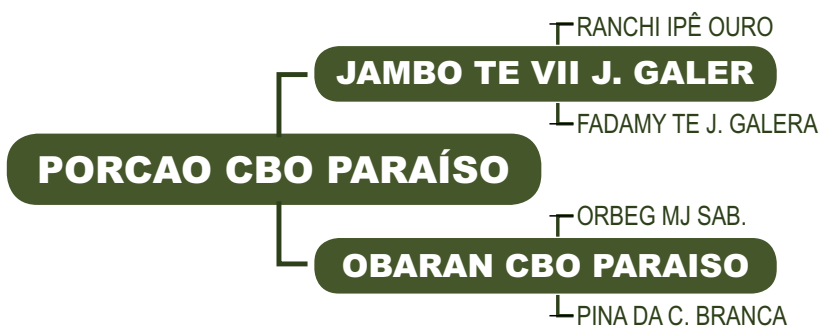 RANCHI IPÊ OURO
JAMBO TE VII J. GALER
FADAMY TE J. GALERA
PORCAO CBO PARAÍSO
ORBEG MJ SAB.
OBARAN CBO PARAISO
PINA DA C. BRANCA